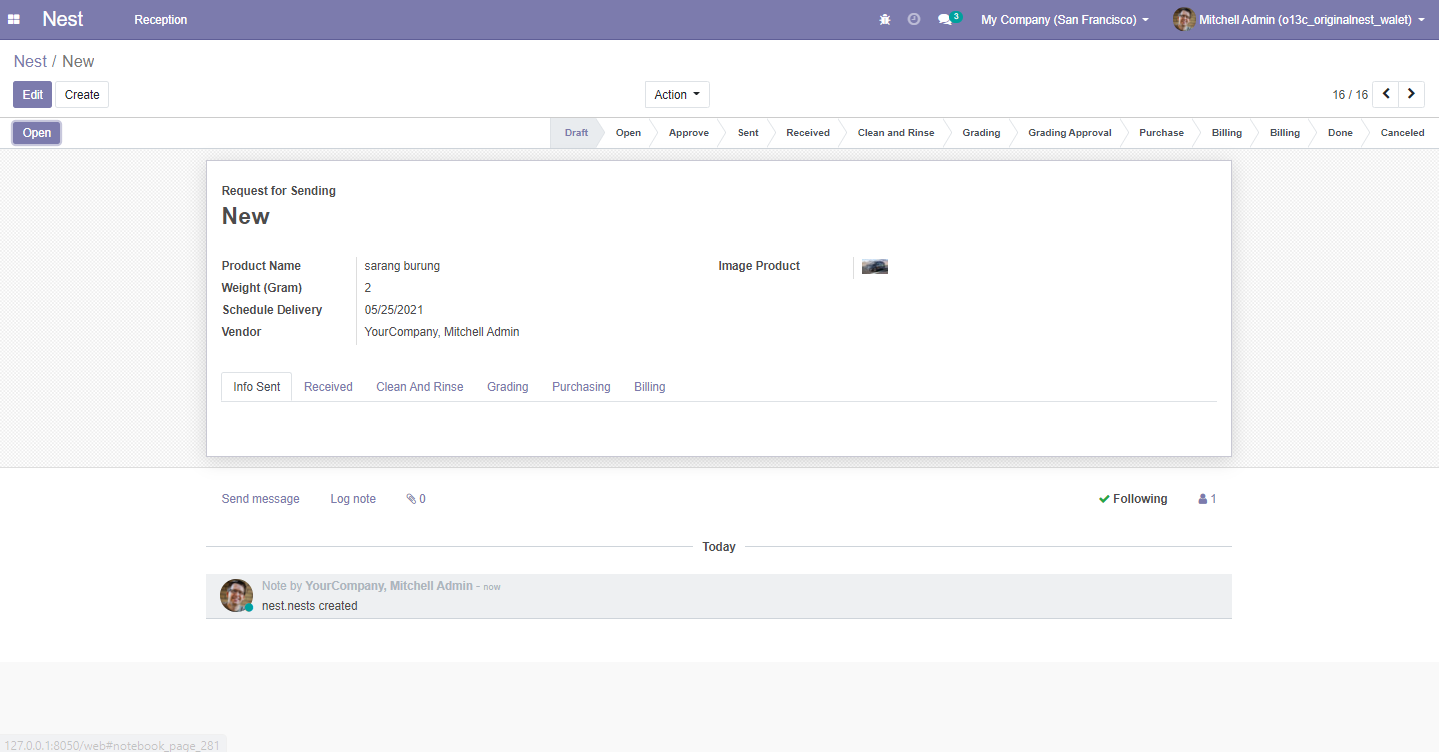 Nest Reception 3 My Company (San Francisco) Mitchell Admin (o13c_originalnest_walet)
Nest / New
Edit Create Action 16 / 16
Open Draft Open Approve Sent Received Clean and Rinse Grading Grading Approval Purchase Billing Billing Done Canceled
Request for Sending
New
Product Name sarang burung Image Product
Weight (Gram) 2
Schedule Delivery 05/25/2021
Vendor YourCompany, Mitchell Admin
Info Sent Received Clean And Rinse Grading Purchasing Billing
Send message Log note 0 Following 1
Today
Note by YourCompany, Mitchell Admin - now
nest.nests created
127.0.0.1:8050/web#notebook_page_281